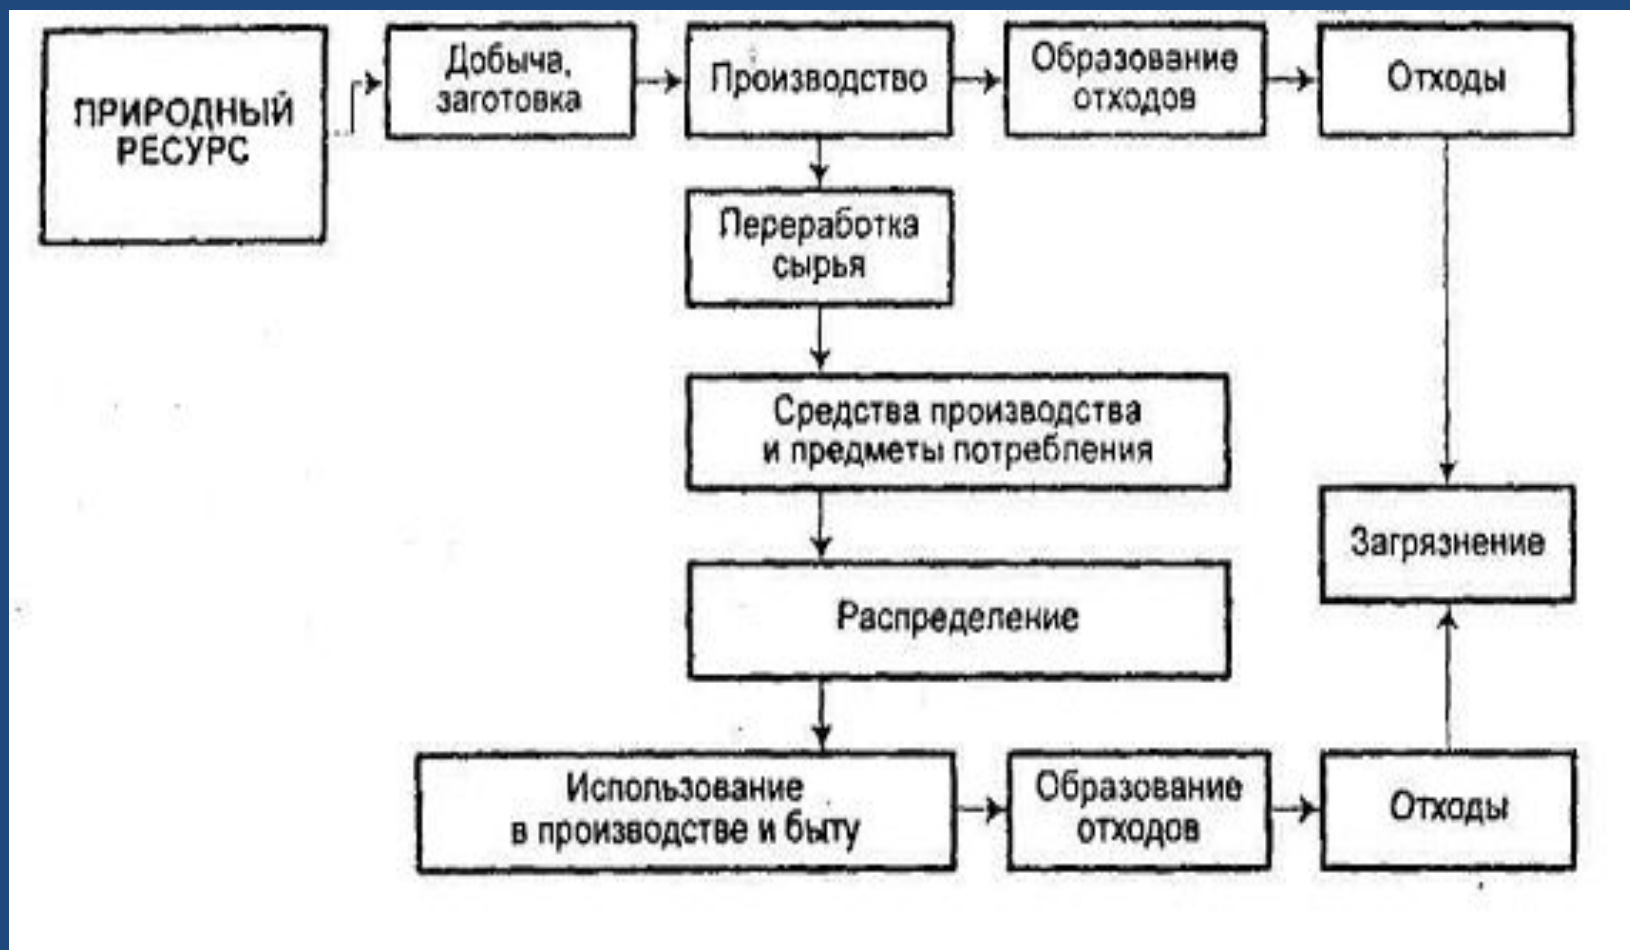 ПРИРОДНЫЙ
РЕСУРС
Добыча,
заготовка
Производство
Образование
отходов
Отходы
Переработка
сырья
Средства производства
и предметы потребления
Загрязнение
Распределение
Использование
в производстве и быту
Образование
отходов
Отходы